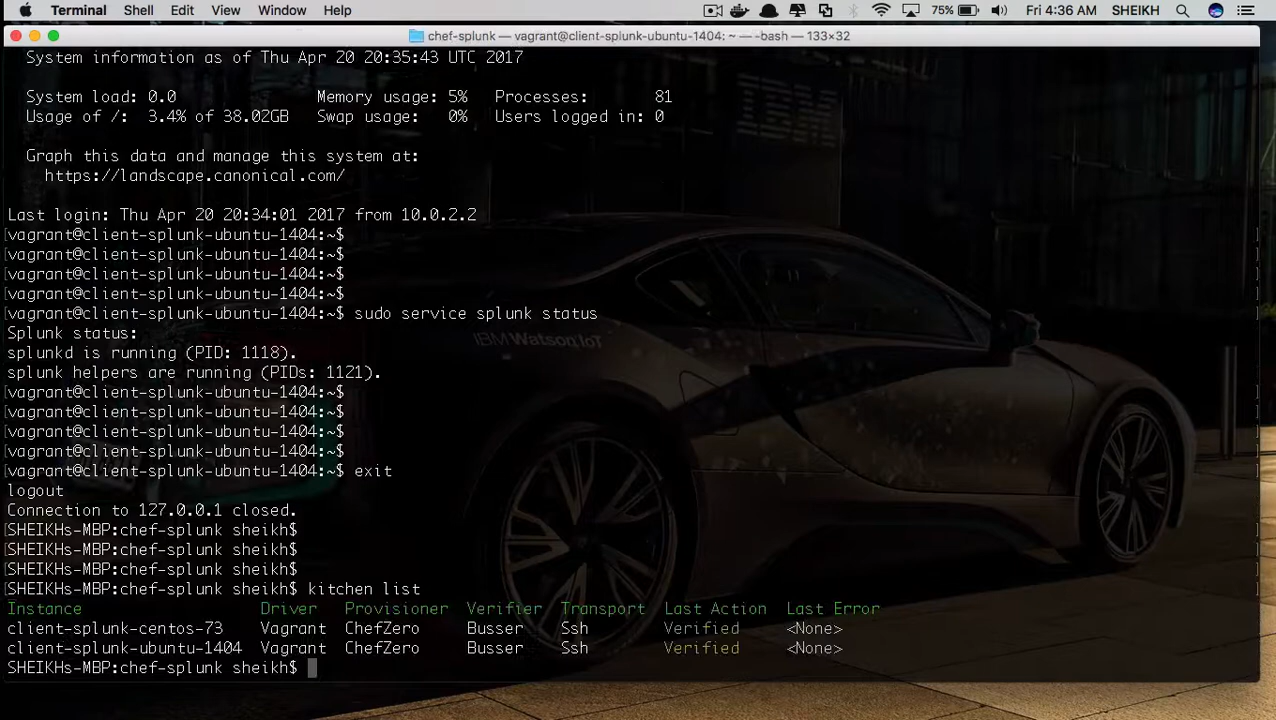 Terminal Shell Edit View Window Help 75% Fri 4:36 AM SHEIKH
chef-splunk — vagrant@client-splunk-ubuntu-1404: ~ — -bash — 133×32
System information as of Thu Apr 20 20:35:43 UTC 2017
System load: 0.0 Memory usage: 5% Processes: 81
Usage of /: 3.4% of 38.02GB Swap usage: 0% Users logged in: 0
Graph this data and manage this system at:
https://landscape.canonical.com/
Last login: Thu Apr 20 20:34:01 2017 from 10.0.2.2
[vagrant@client-splunk-ubuntu-1404:~$ ]
[vagrant@client-splunk-ubuntu-1404:~$ ]
[vagrant@client-splunk-ubuntu-1404:~$ ]
[vagrant@client-splunk-ubuntu-1404:~$ ]
[vagrant@client-splunk-ubuntu-1404:~$ sudo service splunk status ]
Splunk status:
IBM Watson IoT
splunkd is running (PID: 1118).
splunk helpers are running (PIDs: 1121).
[vagrant@client-splunk-ubuntu-1404:~$ ]
[vagrant@client-splunk-ubuntu-1404:~$ ]
[vagrant@client-splunk-ubuntu-1404:~$ ]
[vagrant@client-splunk-ubuntu-1404:~$ ]
[vagrant@client-splunk-ubuntu-1404:~$ exit ]
logout
Connection to 127.0.0.1 closed.
[SHEIKHs-MBP:chef-splunk sheikh$ ]
[SHEIKHs-MBP:chef-splunk sheikh$ ]
[SHEIKHs-MBP:chef-splunk sheikh$ ]
[SHEIKHs-MBP:chef-splunk sheikh$ kitchen list ]
Instance Driver Provisioner Verifier Transport Last Action Last Error
client-splunk-centos-73 Vagrant ChefZero Busser Ssh Verified <None>
client-splunk-ubuntu-1404 Vagrant ChefZero Busser Ssh Verified <None>
SHEIKHs-MBP:chef-splunk sheikh$
IBM